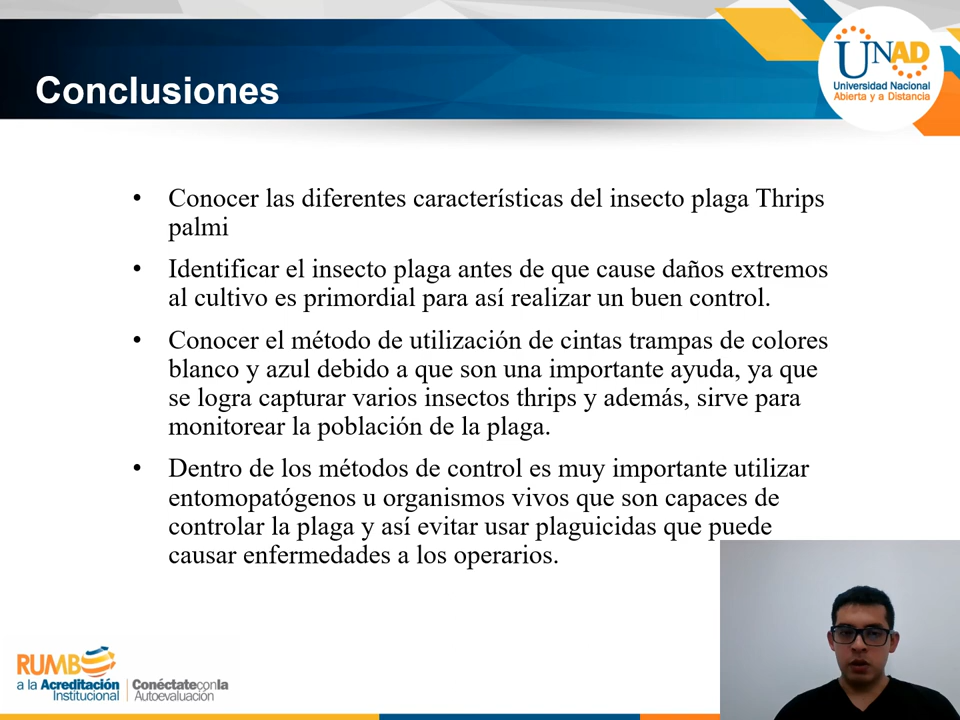 Conclusiones
UNAD
Universidad Nacional
Abierta y a Distancia
• Conocer las diferentes características del insecto plaga Thrips
palmi
• Identificar el insecto plaga antes de que cause daños extremos
al cultivo es primordial para así realizar un buen control.
• Conocer el método de utilización de cintas trampas de colores
blanco y azul debido a que son una importante ayuda, ya que
se logra capturar varios insectos thrips y además, sirve para
monitorear la población de la plaga.
• Dentro de los métodos de control es muy importante utilizar
entomopatógenos u organismos vivos que son capaces de
controlar la plaga y así evitar usar plaguicidas que puede
causar enfermedades a los operarios.
RUMBO
a la Acreditación
Institucional
Conéctateconla
Autoevaluación